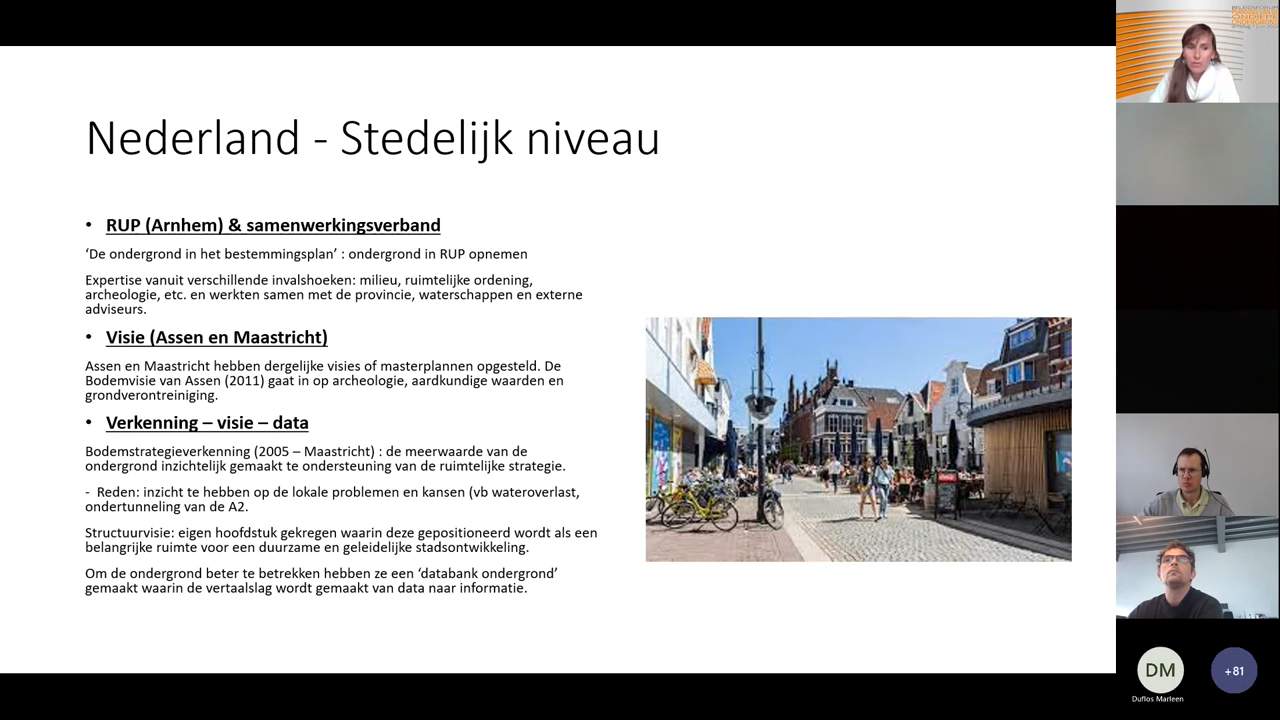 Nederland - Stedelijk niveau
• RUP (Arnhem) & samenwerkingsverband
‘De ondergrond in het bestemmingsplan’ : ondergrond in RUP opnemen
Expertise vanuit verschillende invalshoeken: milieu, ruimtelijke ordening,
archeologie, etc. en werkten samen met de provincie, waterschappen en externe
adviseurs.
• Visie (Assen en Maastricht)
Assen en Maastricht hebben dergelijke visies of masterplannen opgesteld. De
Bodemvisie van Assen (2011) gaat in op archeologie, aardkundige waarden en
grondverontreiniging.
• Verkenning – visie – data
Bodemstrategieverkenning (2005 – Maastricht) : de meerwaarde van de
ondergrond inzichtelijk gemaakt te ondersteuning van de ruimtelijke strategie.
- Reden: inzicht te hebben op de lokale problemen en kansen (vb wateroverlast,
ondertunneling van de A2.
Structuurvisie: eigen hoofdstuk gekregen waarin deze gepositioneerd wordt als een
belangrijke ruimte voor een duurzame en geleidelijke stadsontwikkeling.
Om de ondergrond beter te betrekken hebben ze een ‘databank ondergrond’
gemaakt waarin de vertaalslag wordt gemaakt van data naar informatie.
DM
+81
Duflos Marleen